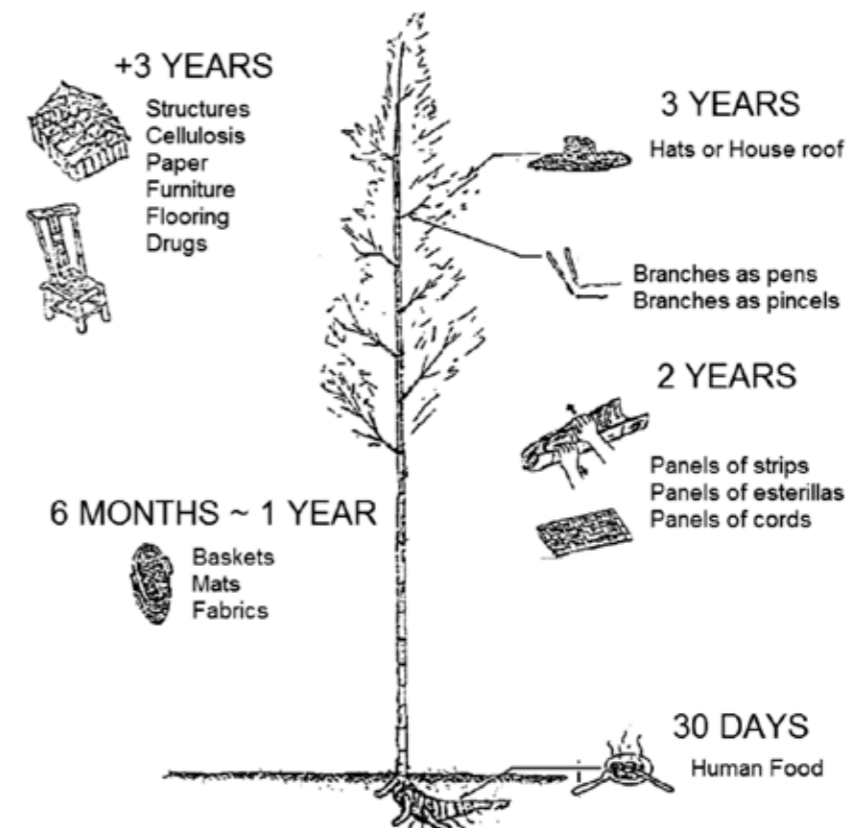 +3 YEARS
Structures
Cellulosis
Paper
Furniture
Flooring
Drugs
3 YEARS
Hats or House roof
Branches as pens
Branches as pincels
2 YEARS
Panels of strips
Panels of esterillas
Panels of cords
6 MONTHS ~ 1 YEAR
Baskets
Mats
Fabrics
30 DAYS
Human Food